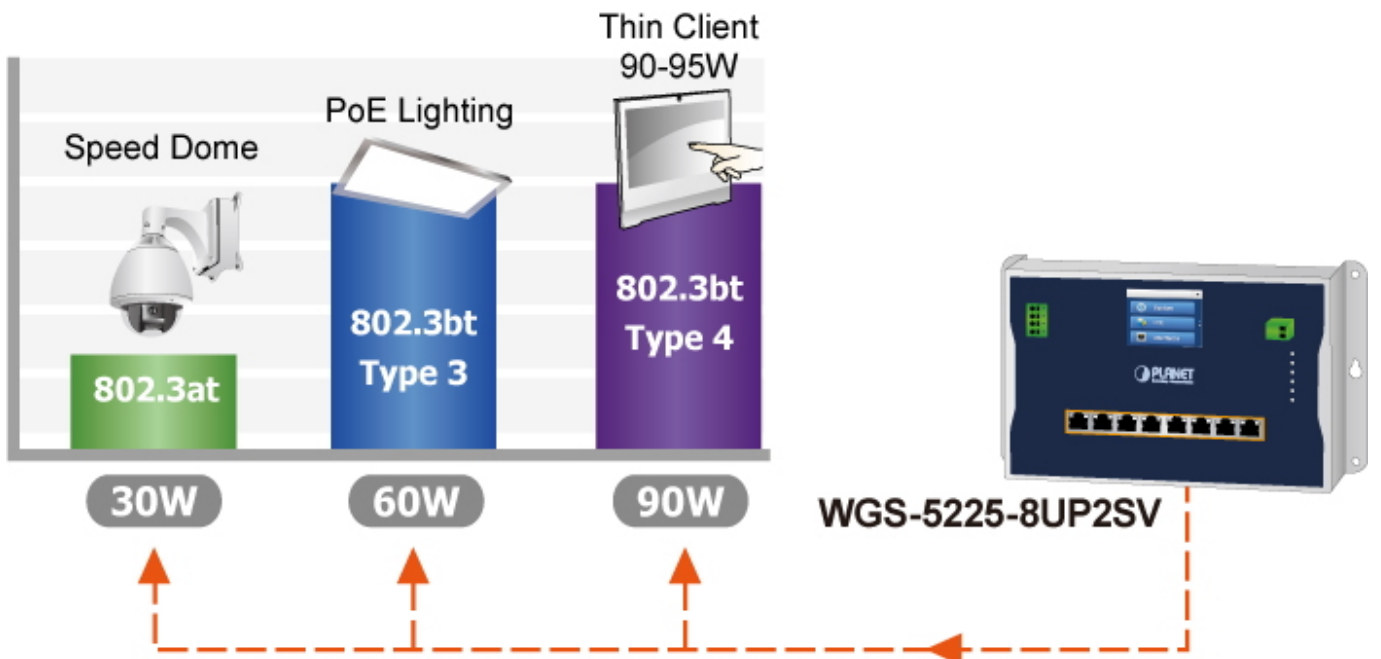 Thin Client
90-95W
PoE Lighting
Speed Dome
802.3at
802.3bt
Type 3
802.3bt
Type 4
30W
60W
90W
PLANET
WGS-5225-8UP2SV